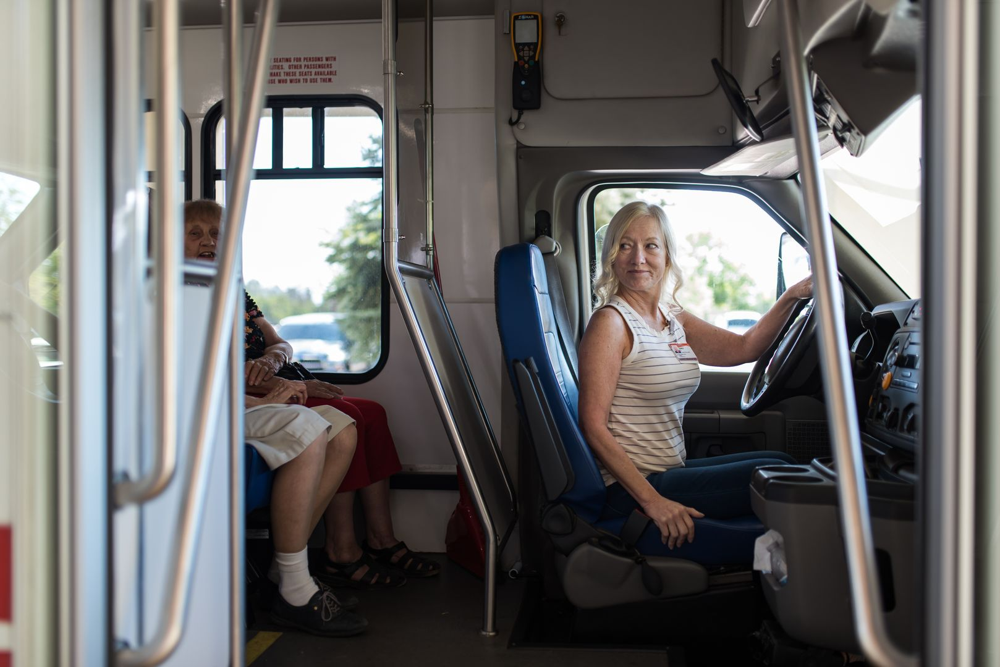 ZONAR
SEATING FOR PERSONS WITH
LITIES. OTHER PASSENGERS
MAKE THESE SEATS AVAILABLE
OSE WHO WISH TO USE THEM.